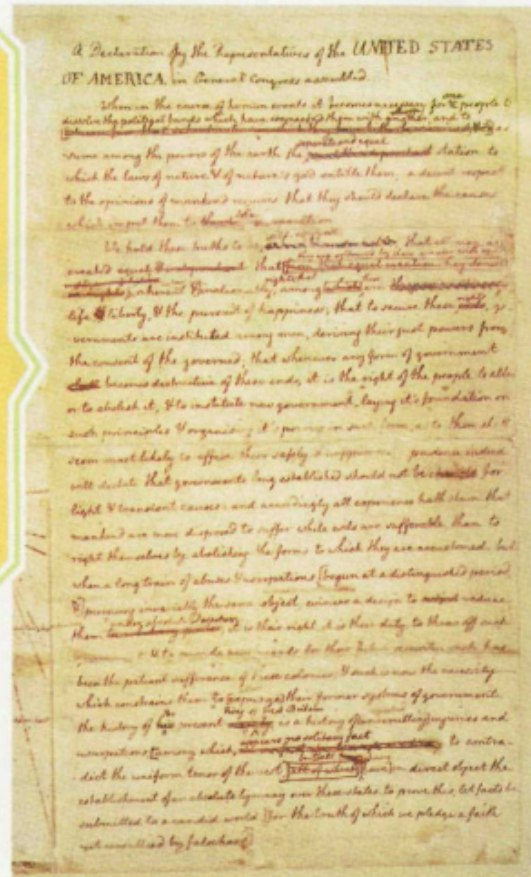 A Declaration by the Representatives of the UNITED STATES
OF AMERICA, in General Congress assembled.
When in the course of human events it becomes necessary for one people to
dissolve the political bands which have connected them with another, and to
as
separate and equal
sume among the powers of the earth the station to
which the laws of nature & of nature's god entitle them, a decent respect
to the opinions of mankind requires that they should declare the causes
which impel them to the separation.
We hold these truths to be that all men are
created equal that
inherent & inalienable, among
life & liberty, & the pursuit of happiness; that to secure these rights, go
vernments are instituted among men, deriving their just powers from
the consent of the governed; that whenever any form of government
becomes destructive of these ends, it is the right of the people to alter
or to abolish it, & to institute new government, laying it's foundation on
such principles & organising it's powers in such form, as to them shall
seem most likely to effect their safety & happiness. prudence indeed
will dictate that governments long established should not be changed for
light & transient causes: and accordingly all experience hath shewn that
mankind are more disposed to suffer while evils are sufferable, than to
right themselves by abolishing the forms to which they are accustomed. but
when a long train of abuses & usurpations [begun at a distinguished period
&] pursuing invariably the same object, evinces a design to reduce
under absolute Despotism
them it is their right, it is their duty to throw off such
& to provide new guards for their future security. such has
been the patient sufferance of these colonies; & such is now the necessity
which constrains them to [expunge] their former systems of government.
king of Great Britain
the history of the present is a history of unremitting injuries and
appears no solitary fact
usurpations [among which, to contra-
dict the uniform tenor of the rest in direct object the
establishment of an absolute tyranny over these states. to prove this, let facts be
submitted to a candid world [for the truth of which we pledge a faith
yet unsullied by falsehood]